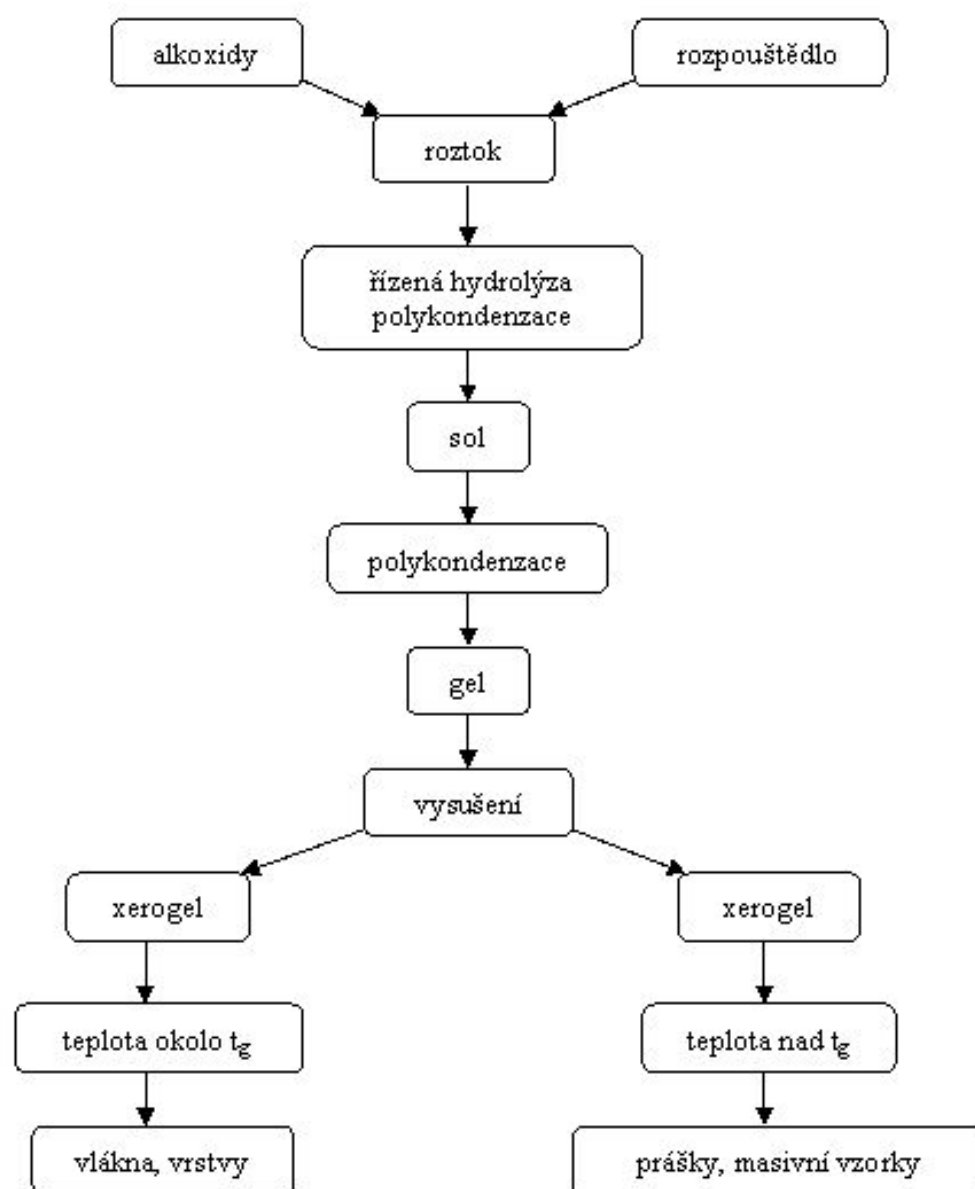 alkoxidy
rozpouštědlo
roztok
řízená hydrolýza
polykondenzace
sol
polykondenzace
gel
vysušení
xerogel
xerogel
teplota okolo tg
teplota nad tg
vlákna, vrstvy
prášky, masivní vzorky